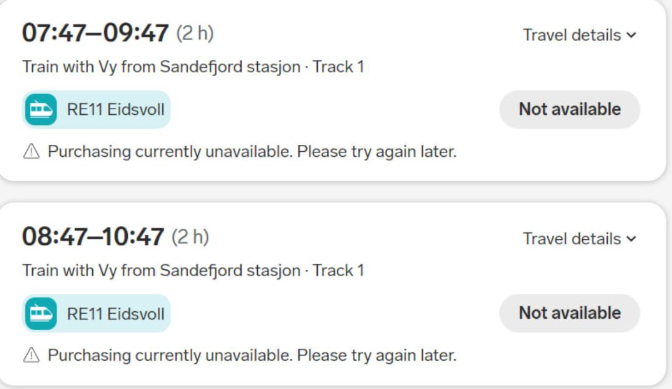 07:47–09:47 (2 h)
Travel details
Train with Vy from Sandefjord stasjon · Track 1
RE11 Eidsvoll
Not available
Purchasing currently unavailable. Please try again later.
08:47–10:47 (2 h)
Travel details
Train with Vy from Sandefjord stasjon · Track 1
RE11 Eidsvoll
Not available
Purchasing currently unavailable. Please try again later.